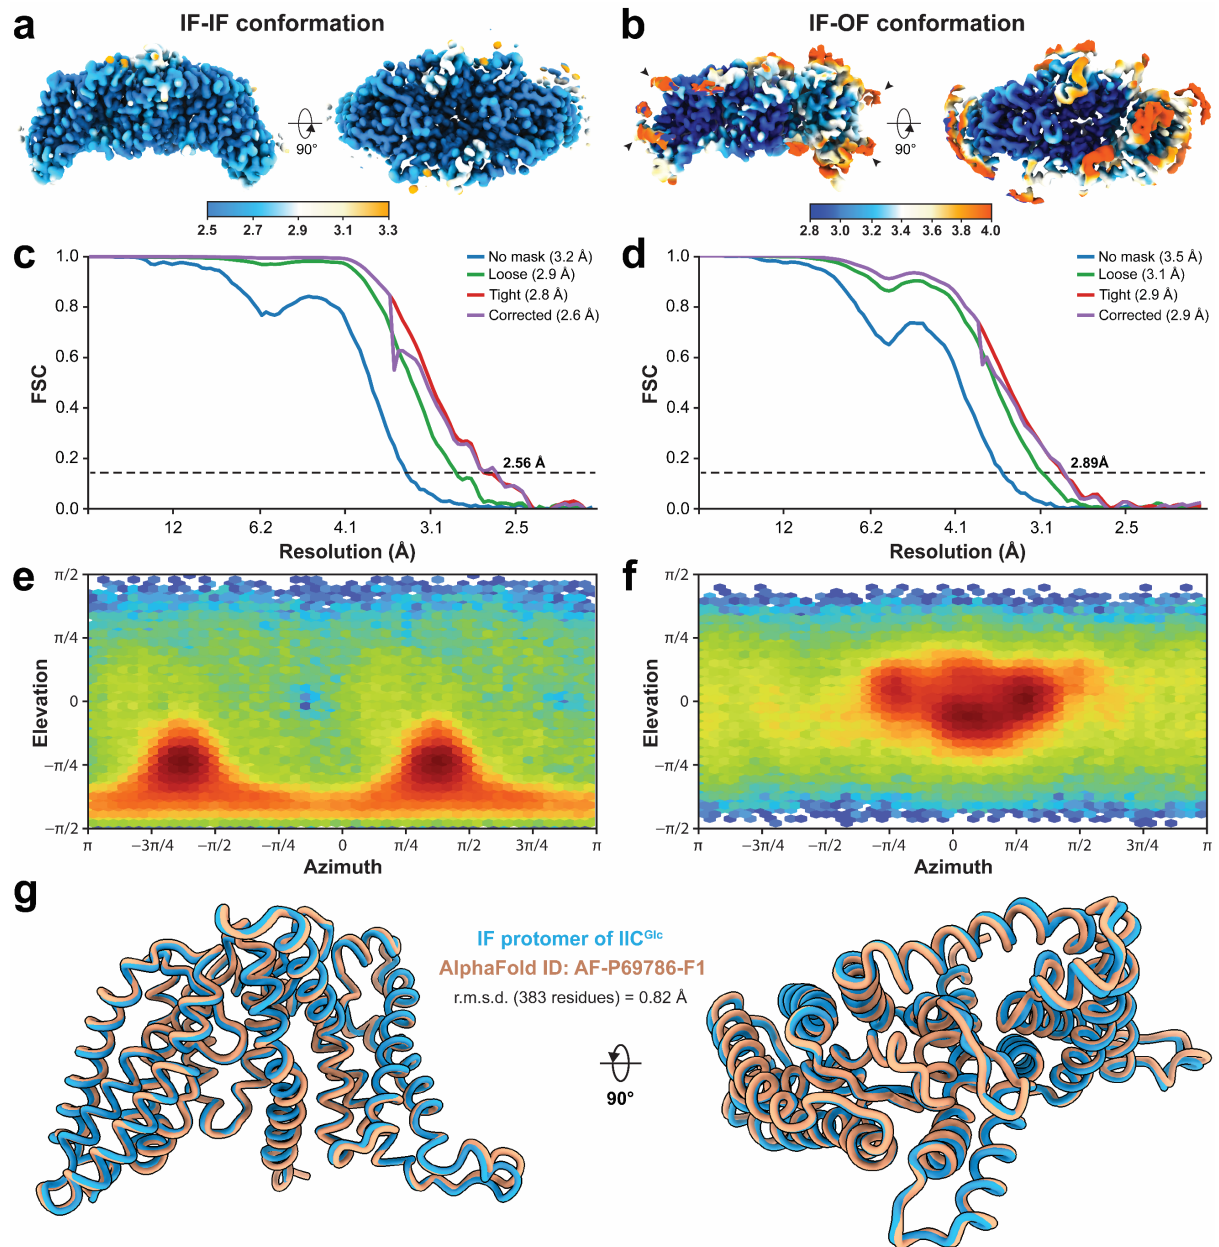 a
IF-IF conformation
90°
2.5 2.7 2.9 3.1 3.3
b
IF-OF conformation
90°
2.8 3.0 3.2 3.4 3.6 3.8 4.0
c
FSC
1.0
0.8
0.6
0.4
0.2
0.0
No mask (3.2 Å)
Loose (2.9 Å)
Tight (2.8 Å)
Corrected (2.6 Å)
2.56 Å
12 6.2 4.1 3.1 2.5
Resolution (Å)
d
FSC
1.0
0.8
0.6
0.4
0.2
0.0
No mask (3.5 Å)
Loose (3.1 Å)
Tight (2.9 Å)
Corrected (2.9 Å)
2.89Å
12 6.2 4.1 3.1 2.5
Resolution (Å)
e
Elevation
π/2
π/4
0
−π/4
−π/2
π −3π/4 −π/2 −π/4 0 π/4 π/2 3π/4 π
Azimuth
f
Elevation
π/2
π/4
0
−π/4
−π/2
π −3π/4 −π/2 −π/4 0 π/4 π/2 3π/4 π
Azimuth
g
IF protomer of IICGlc
AlphaFold ID: AF-P69786-F1
r.m.s.d. (383 residues) = 0.82 Å
90°